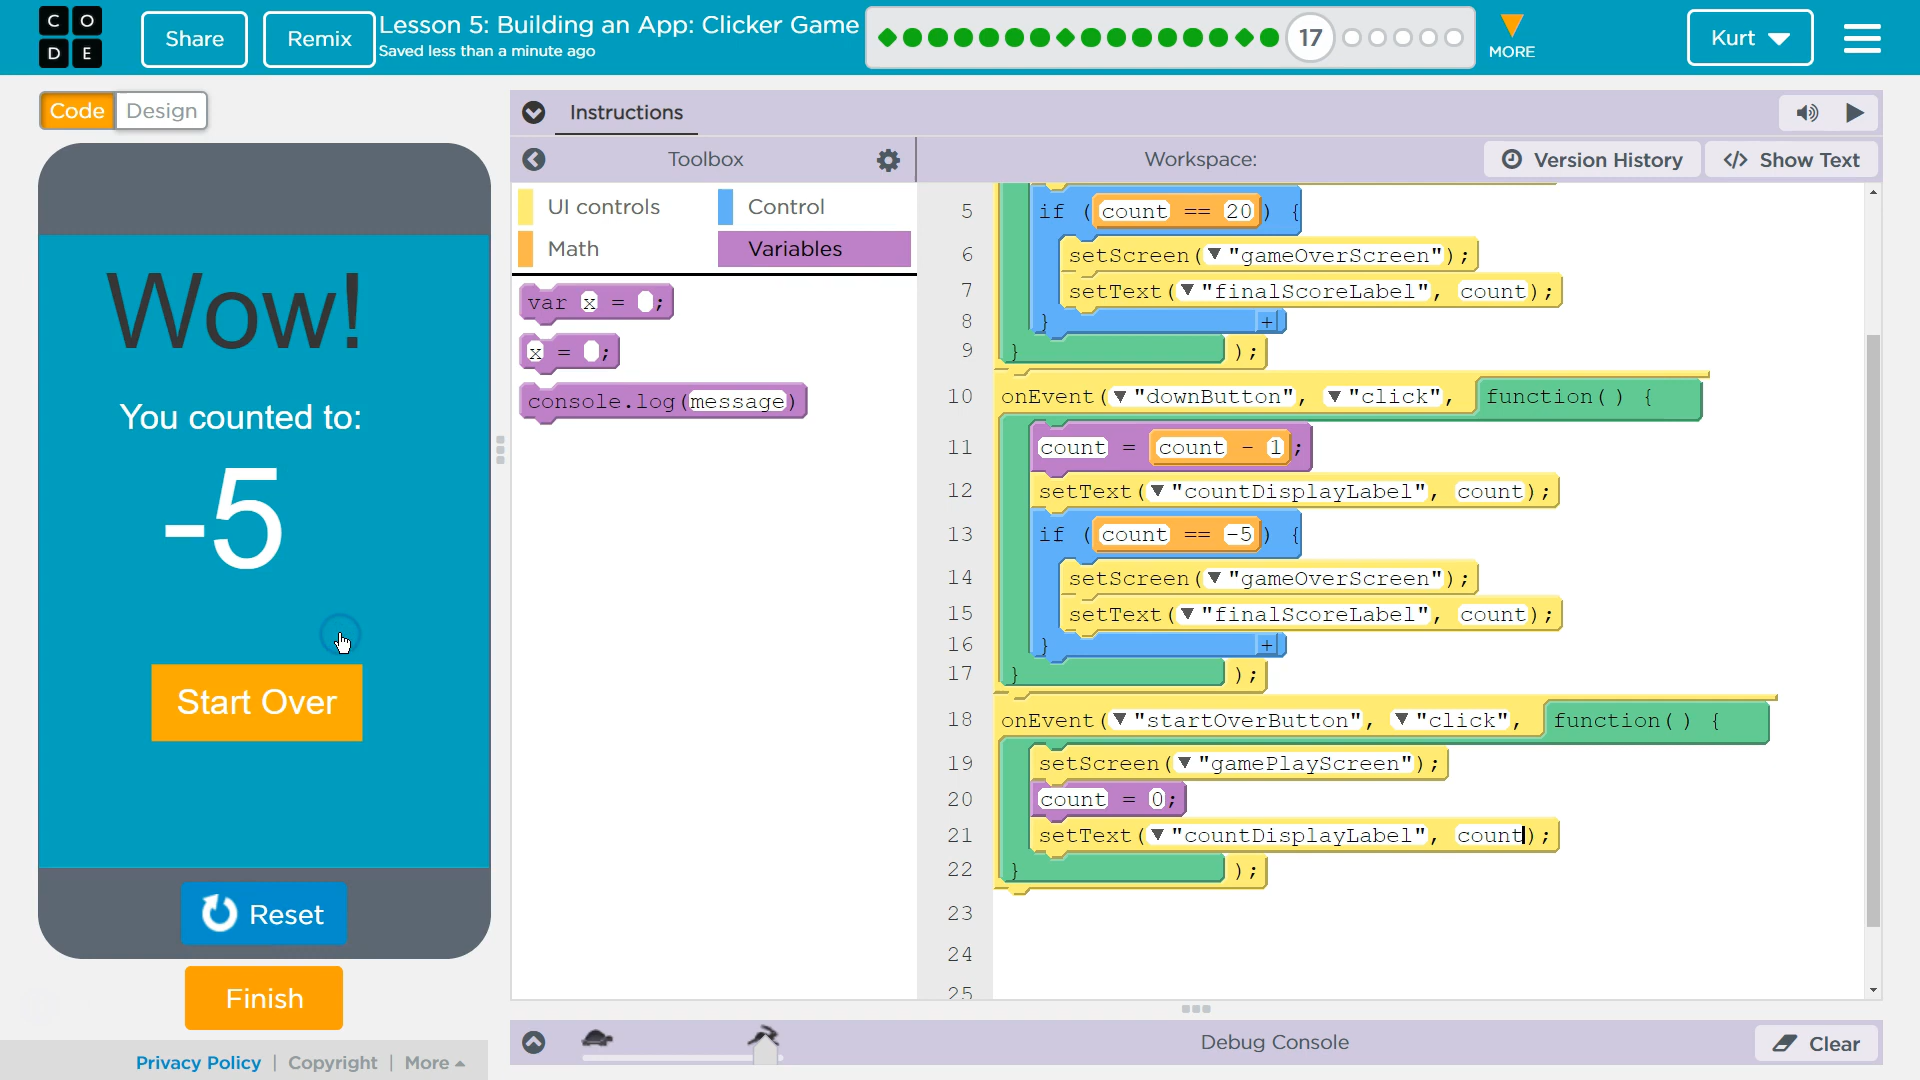 CODE
Share
Remix
Lesson 5: Building an App: Clicker Game
Saved less than a minute ago
17
MORE
Kurt
Code
Design
Instructions
Toolbox
Workspace:
Version History
</> Show Text
UI controls
Control
Math
Variables
var x = ;
x = ;
console.log(message)
Wow!
You counted to:
-5
Start Over
Reset
Finish
5 if (count == 20) {
6 setScreen("gameOverScreen");
7 setText("finalScoreLabel", count);
8 } +
9 } );
10 onEvent("downButton", "click", function() {
11 count = count - 1;
12 setText("countDisplayLabel", count);
13 if (count == -5) {
14 setScreen("gameOverScreen");
15 setText("finalScoreLabel", count);
16 } +
17 } );
18 onEvent("startOverButton", "click", function() {
19 setScreen("gamePlayScreen");
20 count = 0;
21 setText("countDisplayLabel", count);
22 } );
23
24
25
Debug Console
Clear
Privacy Policy | Copyright | More